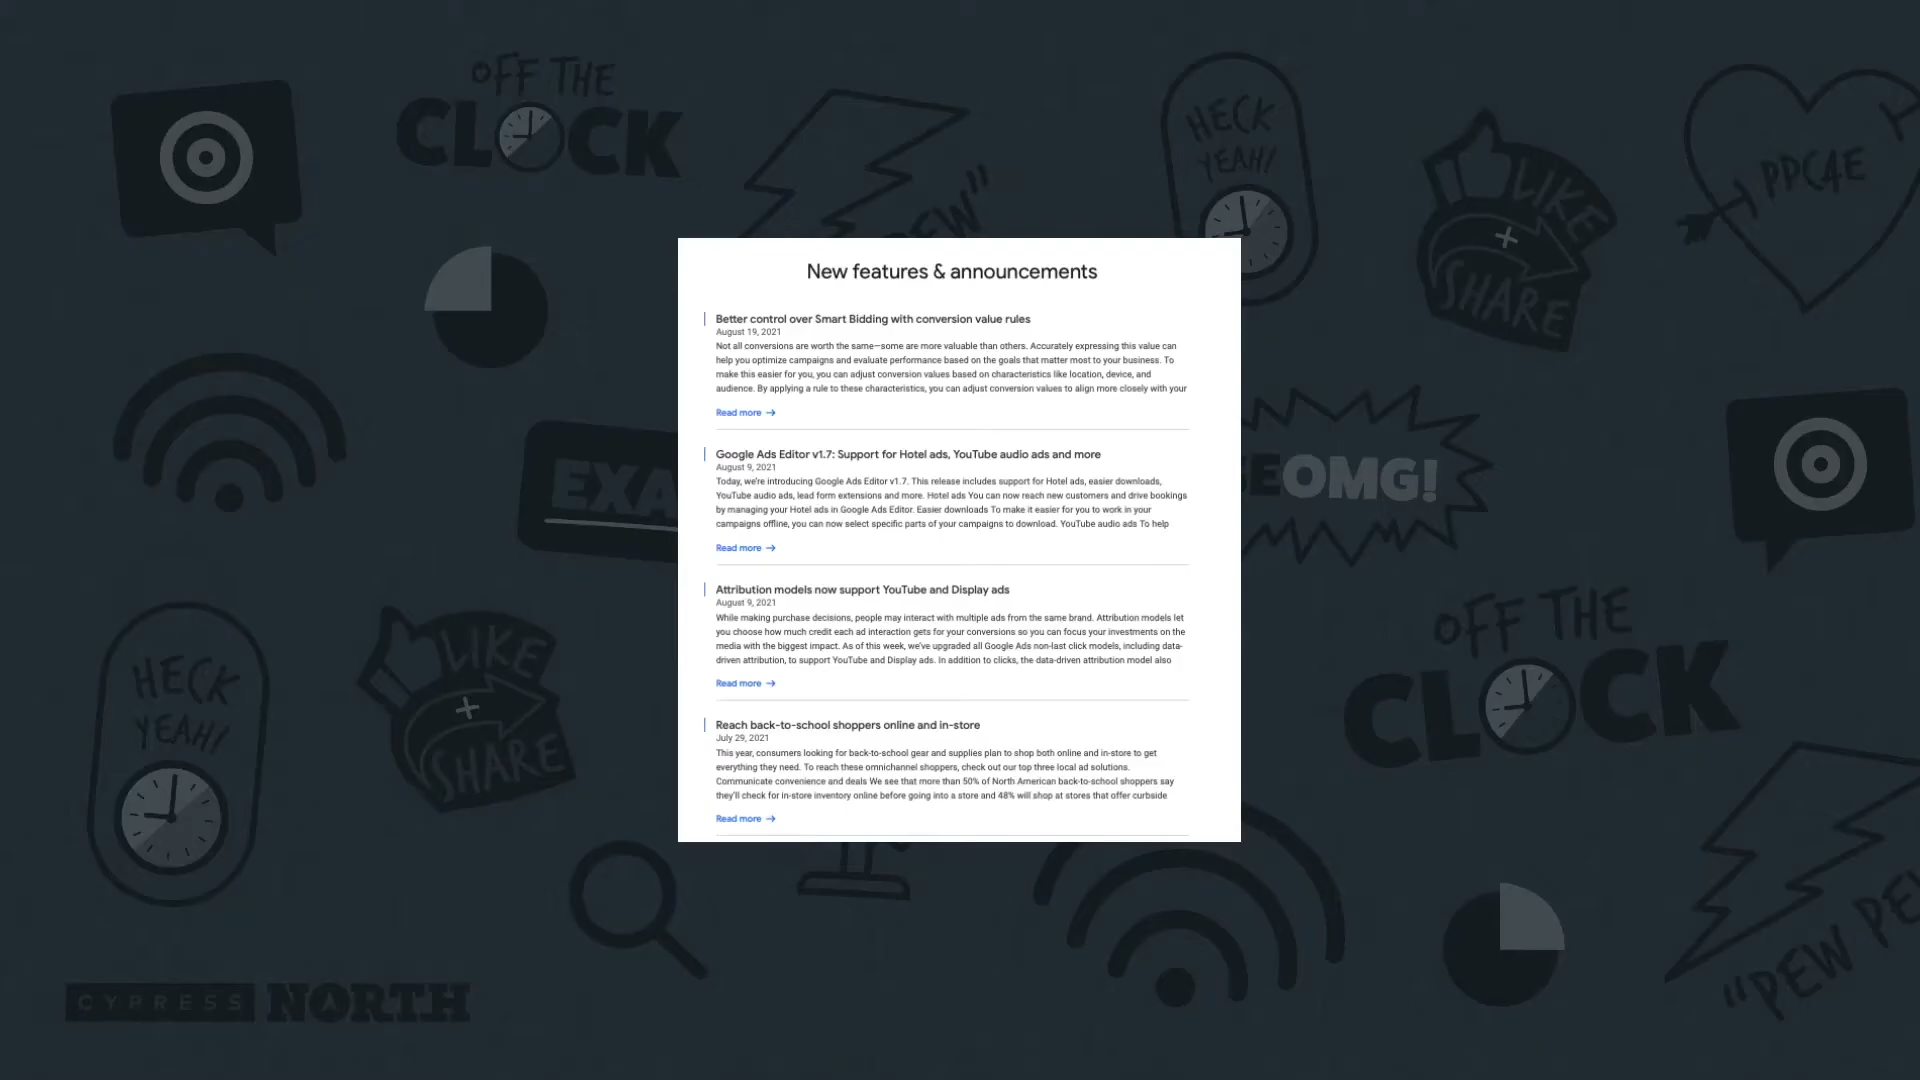 OFF THE
CLOCK
HECK
YEAH!
LIKE
+
SHARE
PPC4E
New features & announcements
Better control over Smart Bidding with conversion value rules
August 19, 2021
Not all conversions are worth the same—some are more valuable than others. Accurately expressing this value can
help you optimize campaigns and evaluate performance based on the goals that matter most to your business. To
make this easier for you, you can adjust conversion values based on characteristics like location, device, and
audience. By applying a rule to these characteristics, you can adjust conversion values to align more closely with your
Read more →
Google Ads Editor v1.7: Support for Hotel ads, YouTube audio ads and more
August 9, 2021
Today, we're introducing Google Ads Editor v1.7. This release includes support for Hotel ads, easier downloads,
YouTube audio ads, lead form extensions and more. Hotel ads You can now reach new customers and drive bookings
by managing your Hotel ads in Google Ads Editor. Easier downloads To make it easier for you to work in your
campaigns offline, you can now select specific parts of your campaigns to download. YouTube audio ads To help
Read more →
Attribution models now support YouTube and Display ads
August 9, 2021
While making purchase decisions, people may interact with multiple ads from the same brand. Attribution models let
you choose how much credit each ad interaction gets for your conversions so you can focus your investments on the
media with the biggest impact. As of this week, we've upgraded all Google Ads non-last click models, including data-
driven attribution, to support YouTube and Display ads. In addition to clicks, the data-driven attribution model also
Read more →
Reach back-to-school shoppers online and in-store
July 29, 2021
This year, consumers looking for back-to-school gear and supplies plan to shop both online and in-store to get
everything they need. To reach these omnichannel shoppers, check out our top three local ad solutions.
Communicate convenience and deals We see that more than 50% of North American back-to-school shoppers say
they'll check for in-store inventory online before going into a store and 48% will shop at stores that offer curbside
Read more →
EXA
OMG!
HECK
YEAH!
LIKE
+
SHARE
OFF THE
CLOCK
"PEW PEW
CYPRESS NORTH